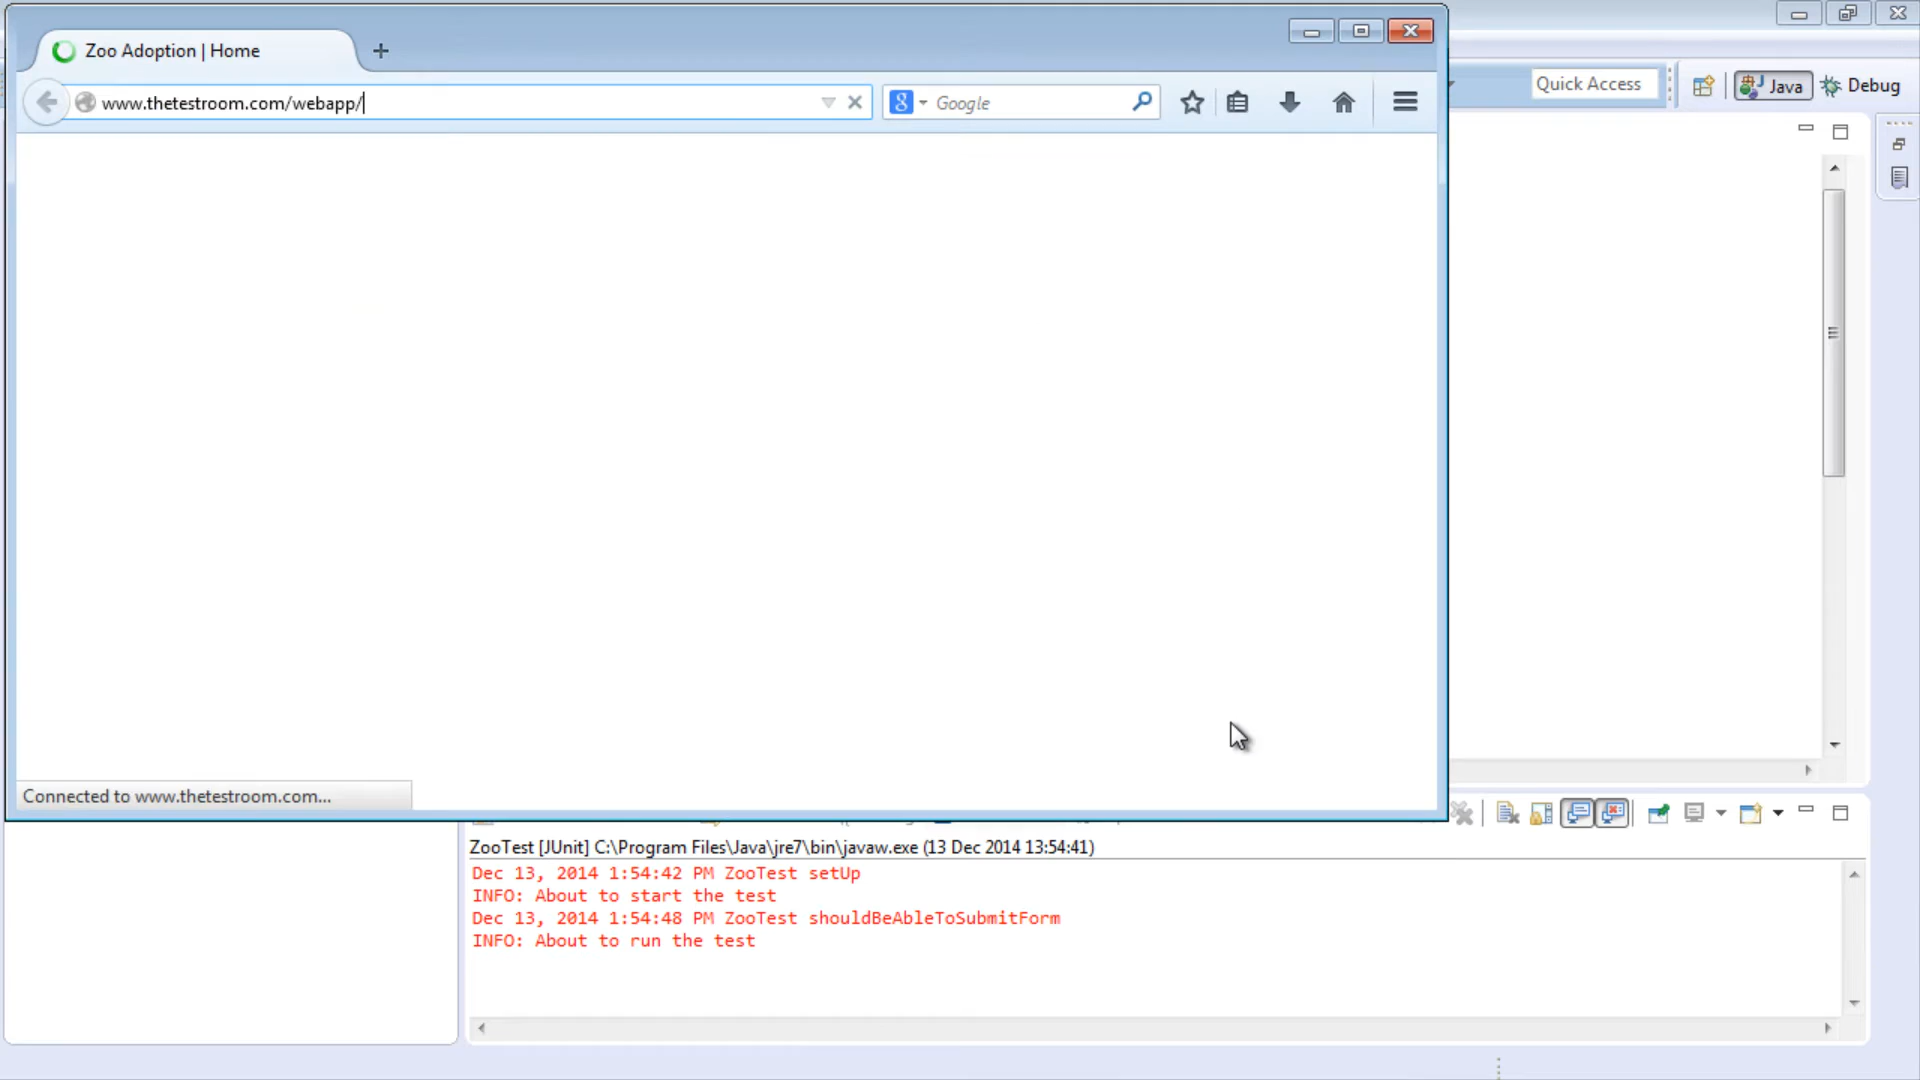 Zoo Adoption | Home
www.thetestroom.com/webapp/
Google
Quick Access
Java
Debug
Connected to www.thetestroom.com...
ZooTest [JUnit] C:\Program Files\Java\jre7\bin\javaw.exe (13 Dec 2014 13:54:41)
Dec 13, 2014 1:54:42 PM ZooTest setUp
INFO: About to start the test
Dec 13, 2014 1:54:48 PM ZooTest shouldBeAbleToSubmitForm
INFO: About to run the test